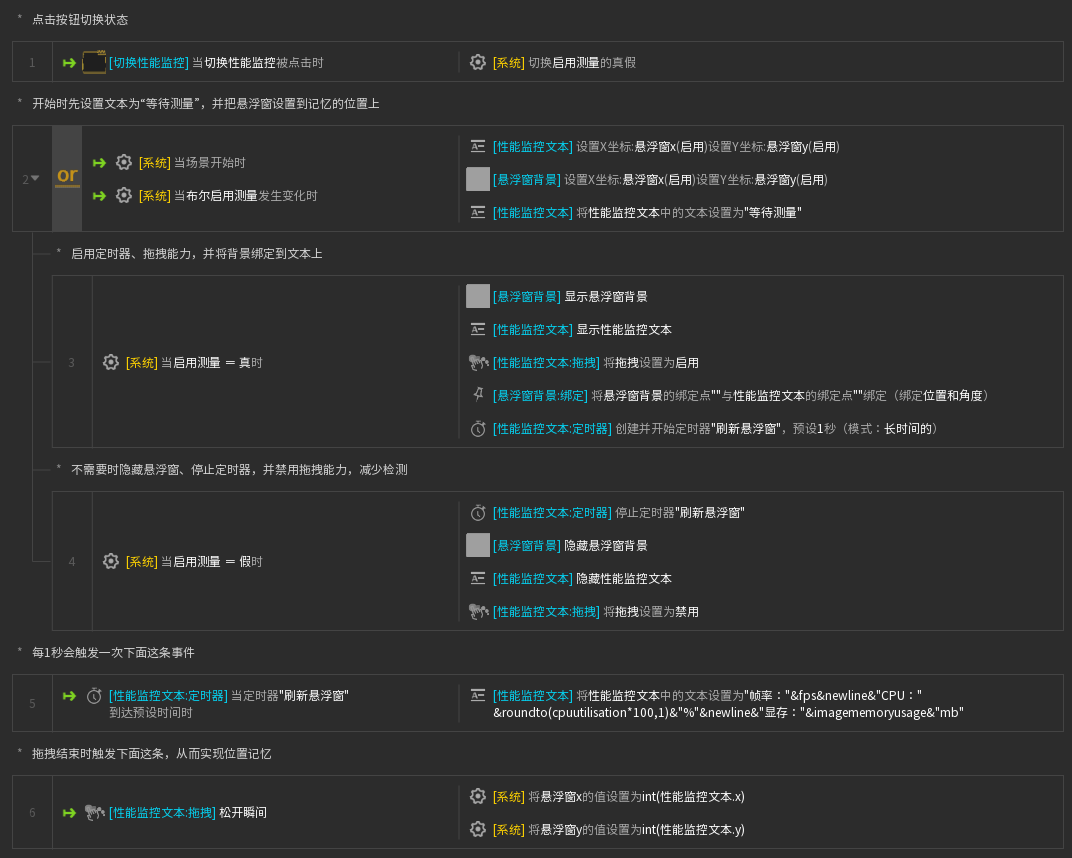 * 点击按钮切换状态
1 [切换性能监控] 当切换性能监控被点击时 [系统] 切换启用测量的真假
* 开始时先设置文本为“等待测量”，并把悬浮窗设置到记忆的位置上
2 or
[系统] 当场景开始时
[系统] 当布尔启用测量发生变化时
[性能监控文本] 设置X坐标:悬浮窗x(启用)设置Y坐标:悬浮窗y(启用)
[悬浮窗背景] 设置X坐标:悬浮窗x(启用)设置Y坐标:悬浮窗y(启用)
[性能监控文本] 将性能监控文本中的文本设置为"等待测量"
* 启用定时器、拖拽能力，并将背景绑定到文本上
3 [系统] 当启用测量 ＝ 真时
[悬浮窗背景] 显示悬浮窗背景
[性能监控文本] 显示性能监控文本
[性能监控文本:拖拽] 将拖拽设置为启用
[悬浮窗背景:绑定] 将悬浮窗背景的绑定点""与性能监控文本的绑定点""绑定（绑定位置和角度）
[性能监控文本:定时器] 创建并开始定时器"刷新悬浮窗"，预设1秒（模式：长时间的）
* 不需要时隐藏悬浮窗、停止定时器，并禁用拖拽能力，减少检测
4 [系统] 当启用测量 ＝ 假时
[性能监控文本:定时器] 停止定时器"刷新悬浮窗"
[悬浮窗背景] 隐藏悬浮窗背景
[性能监控文本] 隐藏性能监控文本
[性能监控文本:拖拽] 将拖拽设置为禁用
* 每1秒会触发一次下面这条事件
5 [性能监控文本:定时器] 当定时器"刷新悬浮窗"
到达预设时间时
[性能监控文本] 将性能监控文本中的文本设置为"帧率："&fps&newline&"CPU："
&roundto(cpuutilisation*100,1)&"%"&newline&"显存："&imagememoryusage&"mb"
* 拖拽结束时触发下面这条，从而实现位置记忆
6 [性能监控文本:拖拽] 松开瞬间
[系统] 将悬浮窗x的值设置为int(性能监控文本.x)
[系统] 将悬浮窗y的值设置为int(性能监控文本.y)